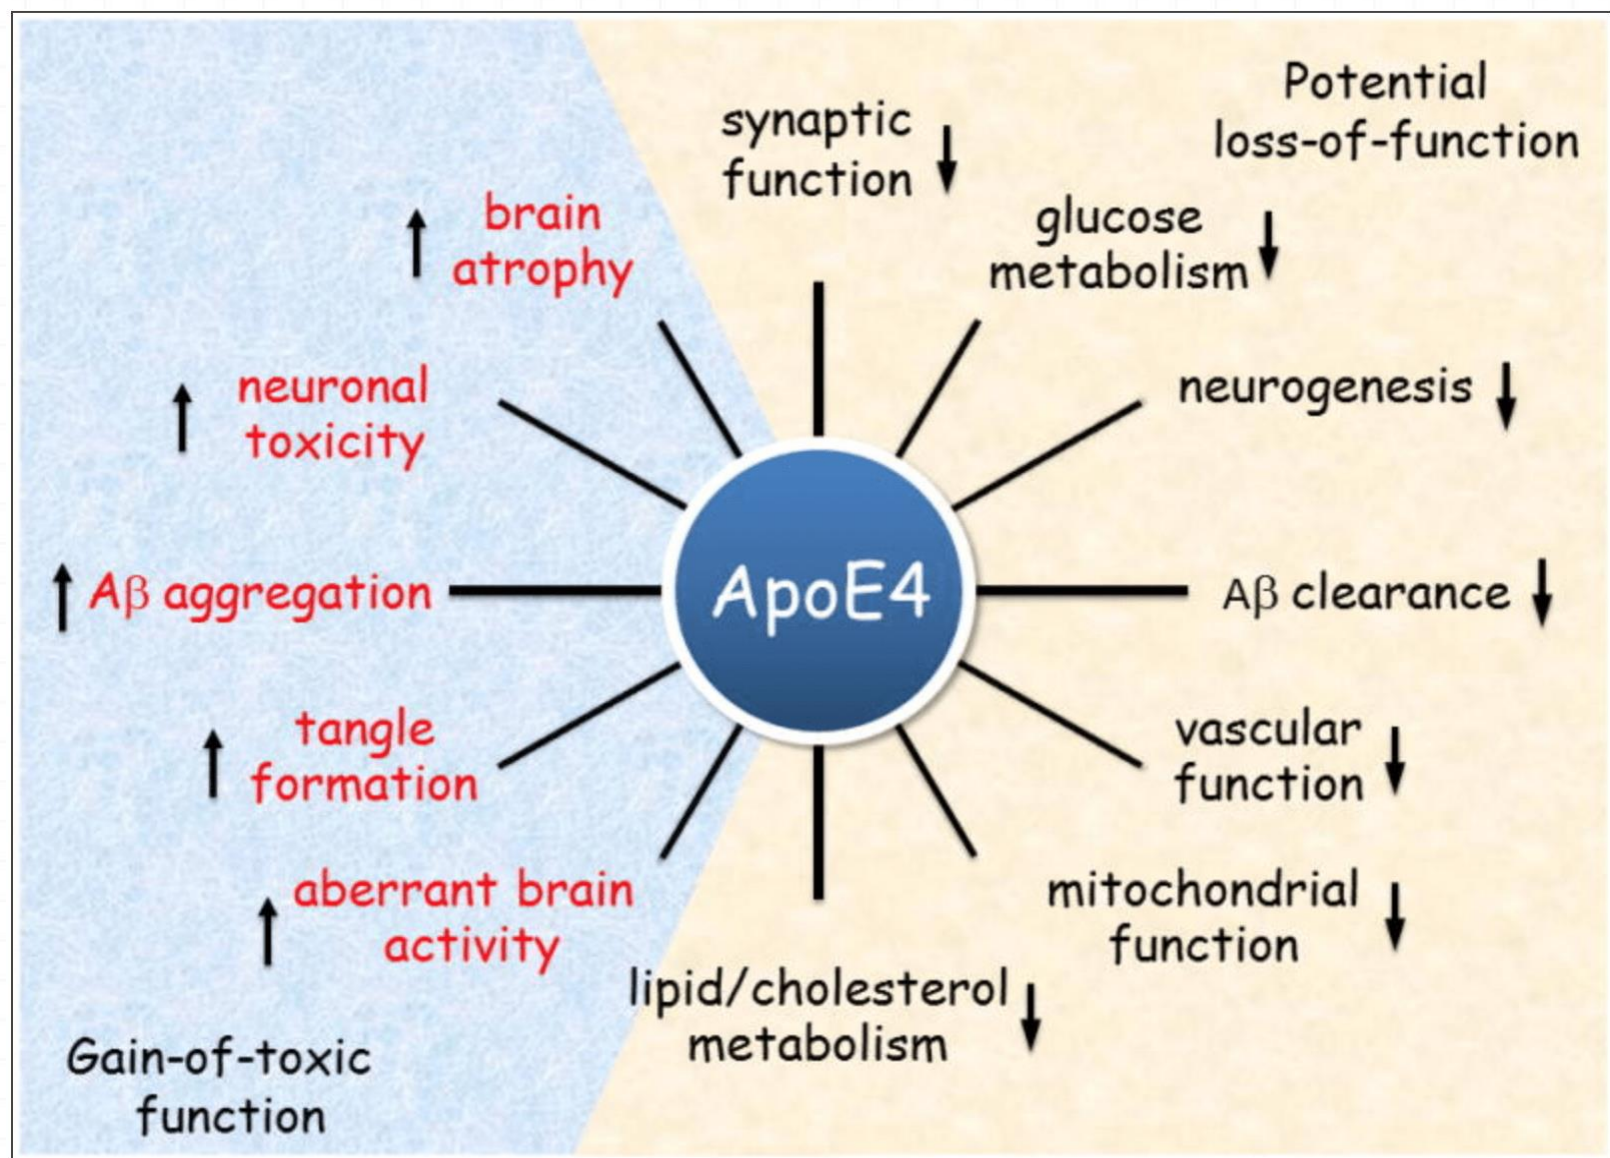 Potential
loss-of-function
synaptic
function
glucose
metabolism
neurogenesis
Aβ clearance
vascular
function
mitochondrial
function
lipid/cholesterol
metabolism
brain
atrophy
neuronal
toxicity
Aβ aggregation
tangle
formation
aberrant brain
activity
Gain-of-toxic
function
ApoE4